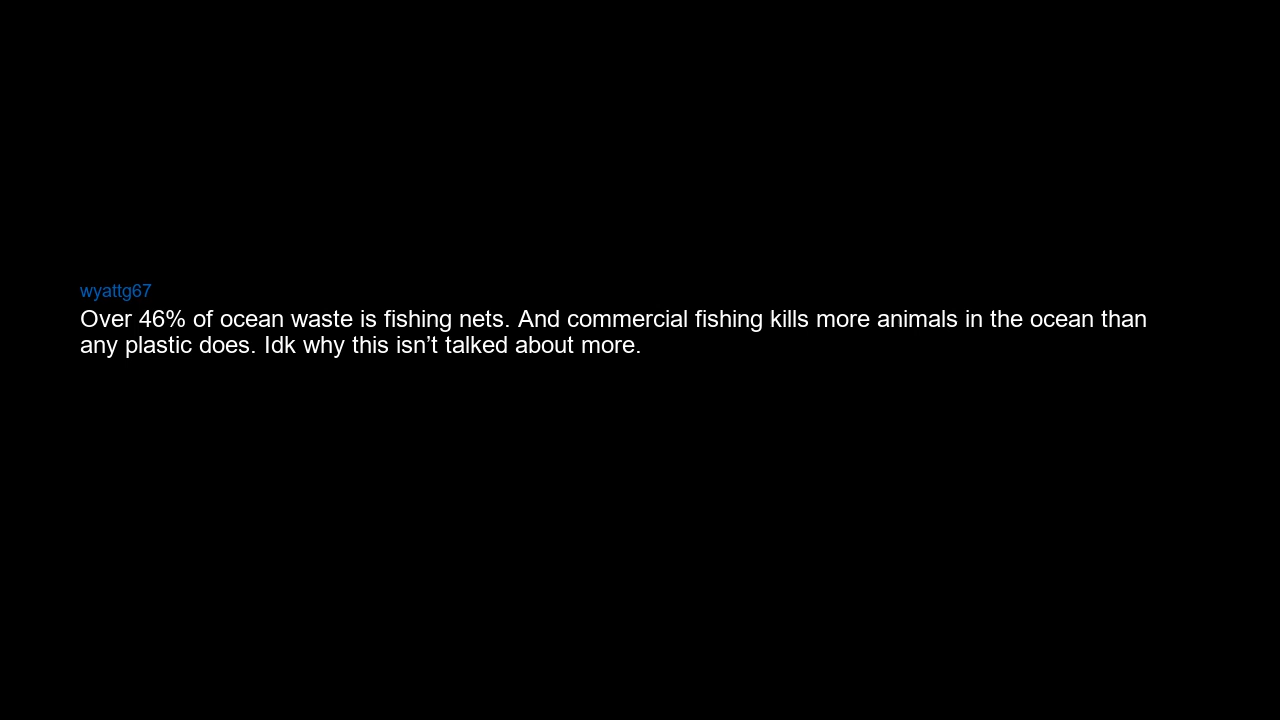 wyattg67
Over 46% of ocean waste is fishing nets. And commercial fishing kills more animals in the ocean than
any plastic does. Idk why this isn’t talked about more.